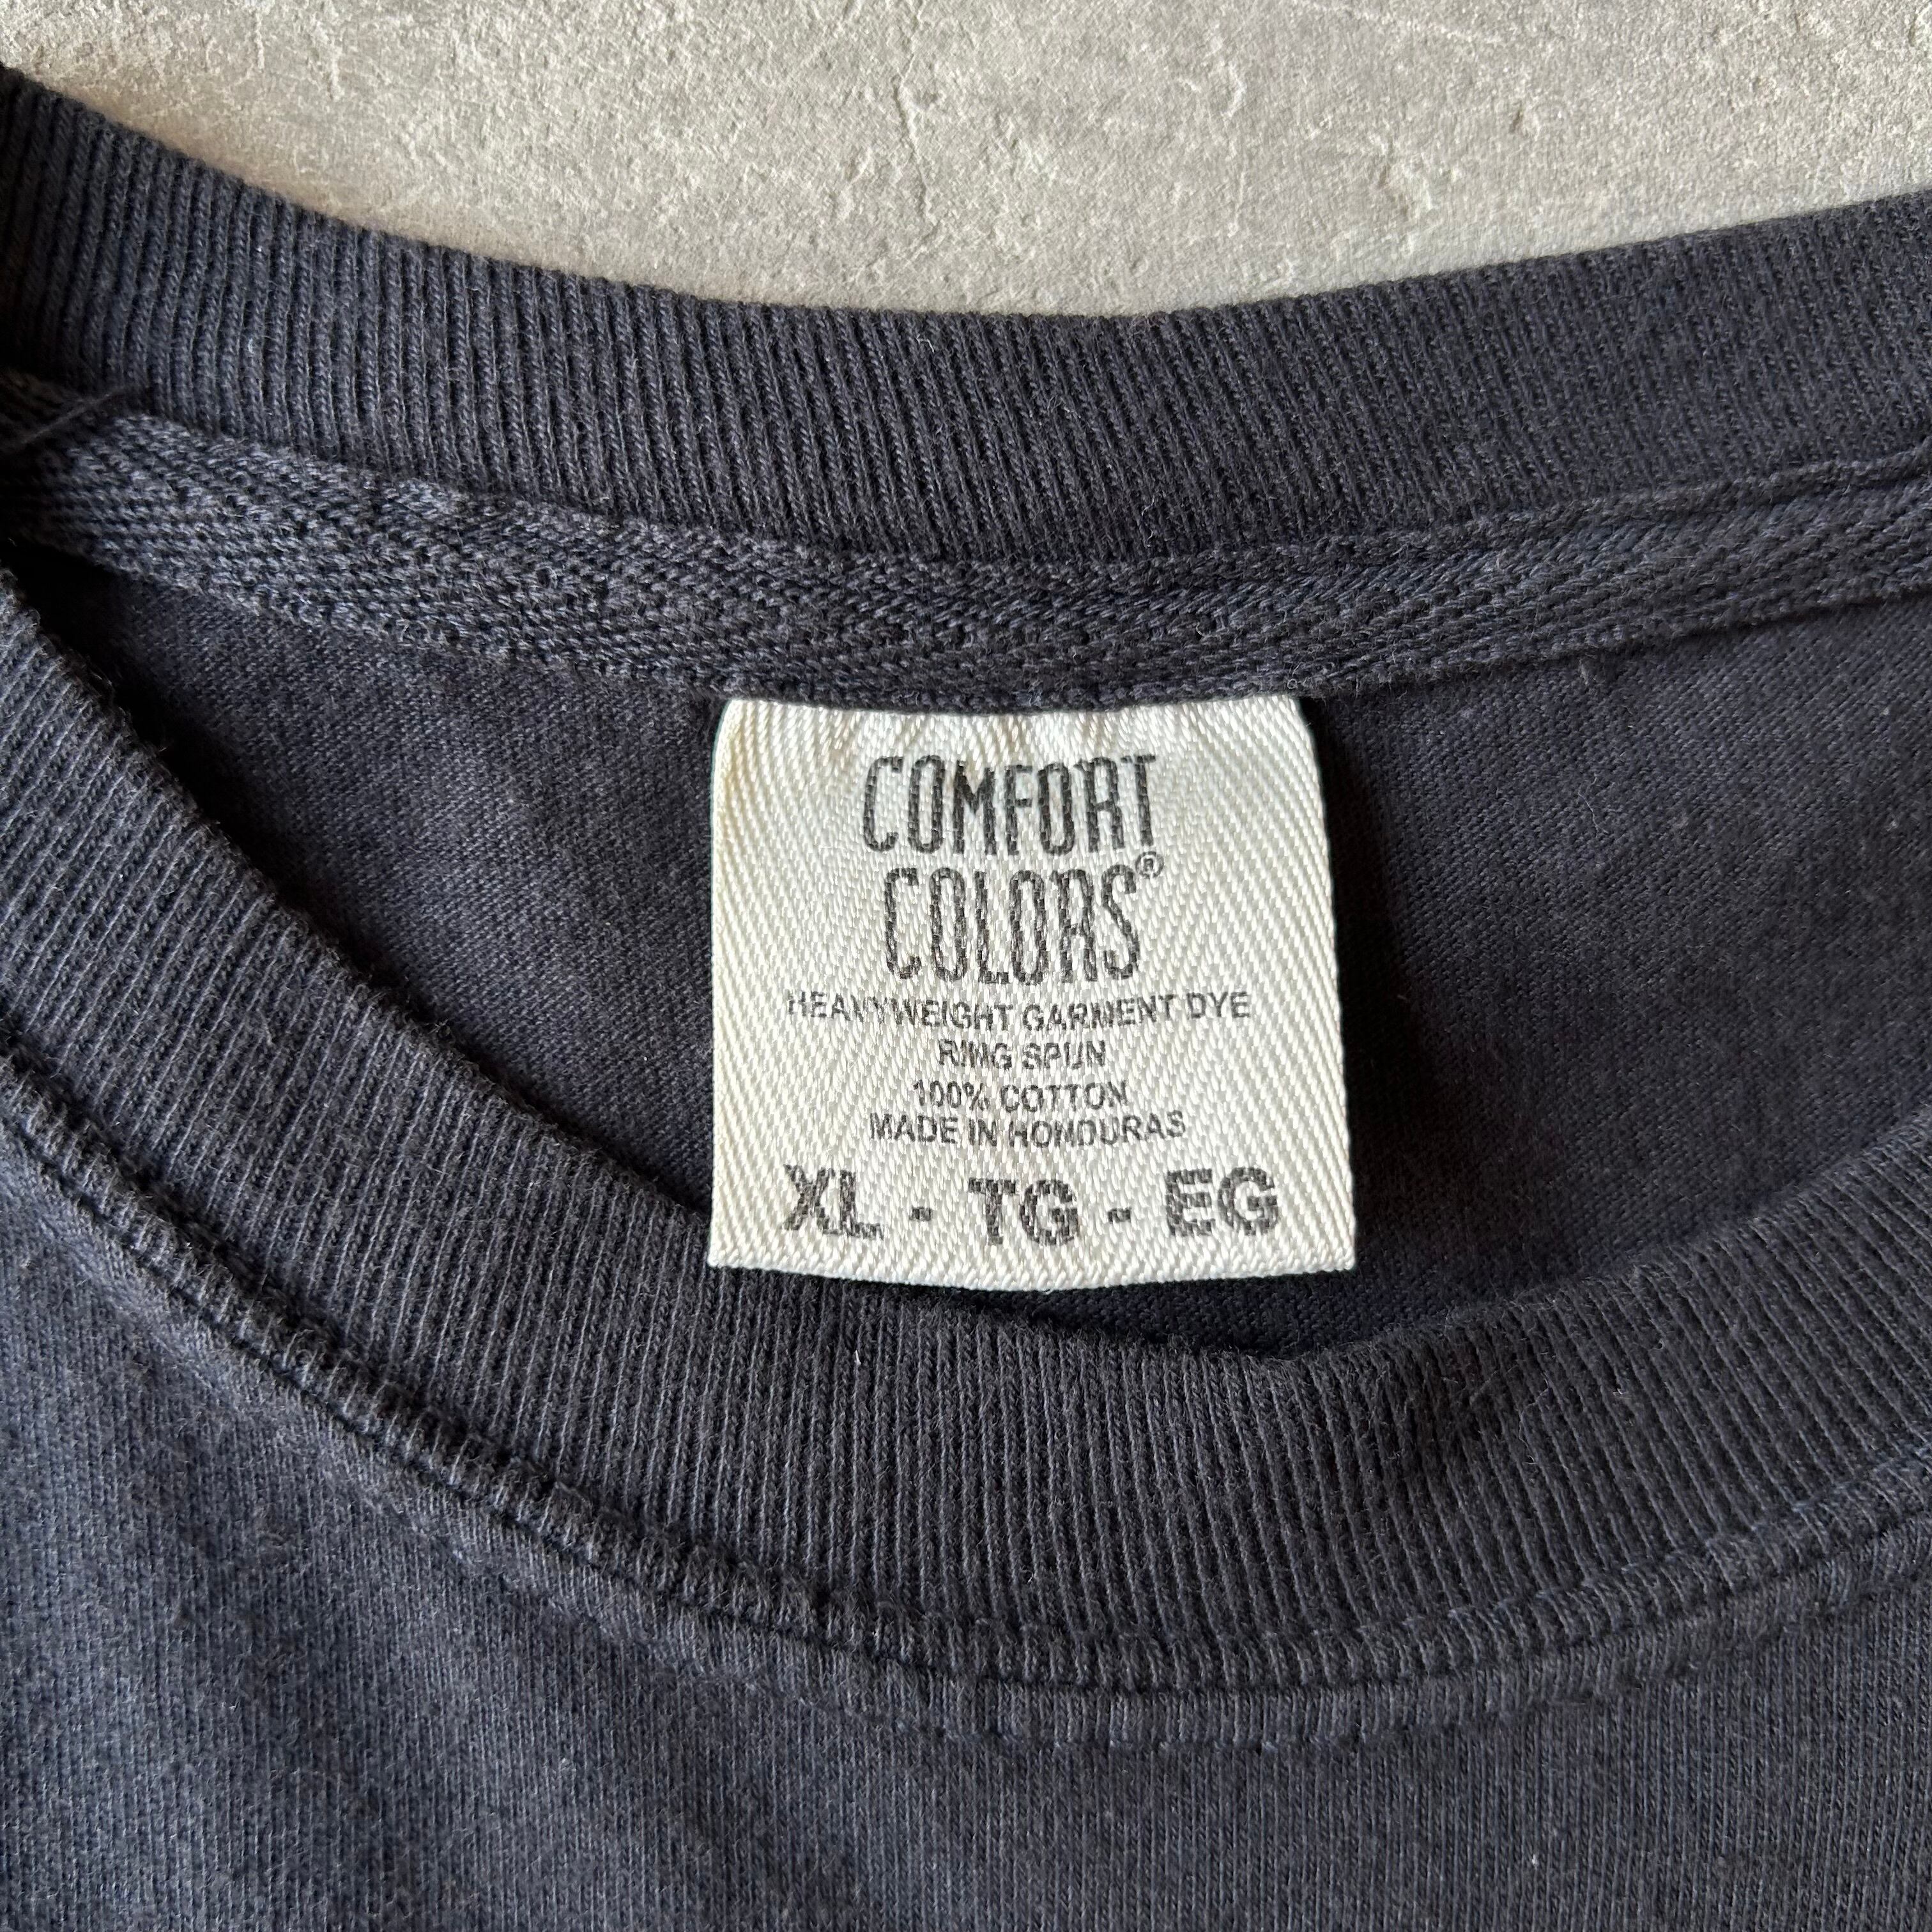 COMFORT
COLORS®
HEAVYWEIGHT GARMENT DYE
RING SPUN
100% COTTON
MADE IN HONDURAS
XL - TG - EG